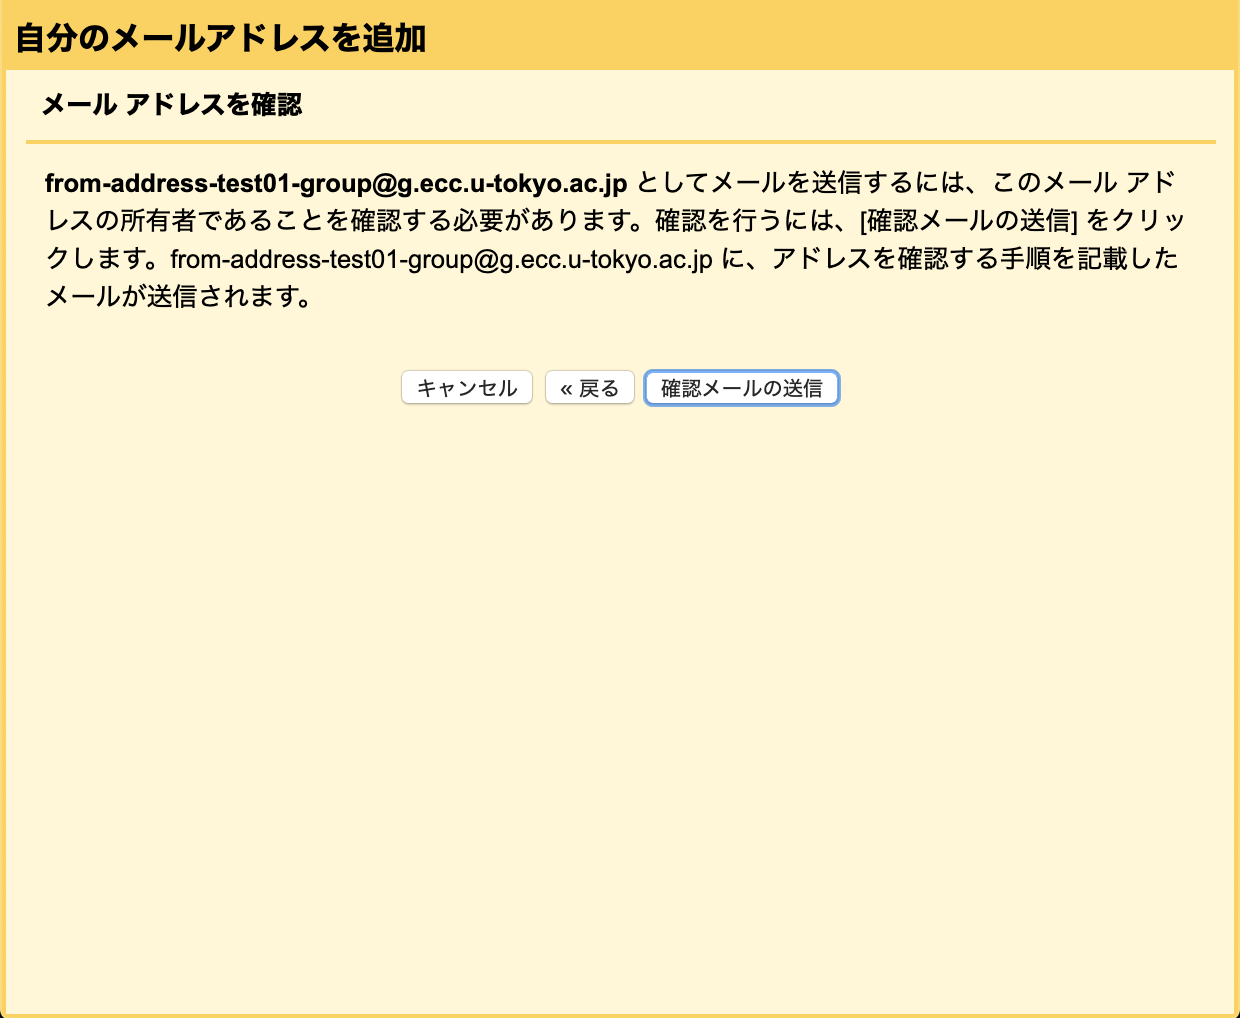 自分のメールアドレスを追加
メール アドレスを確認
from-address-test01-group@g.ecc.u-tokyo.ac.jp としてメールを送信するには、このメール アド
レスの所有者であることを確認する必要があります。確認を行うには、[確認メールの送信] をクリッ
クします。from-address-test01-group@g.ecc.u-tokyo.ac.jp に、アドレスを確認する手順を記載した
メールが送信されます。
キャンセル « 戻る 確認メールの送信